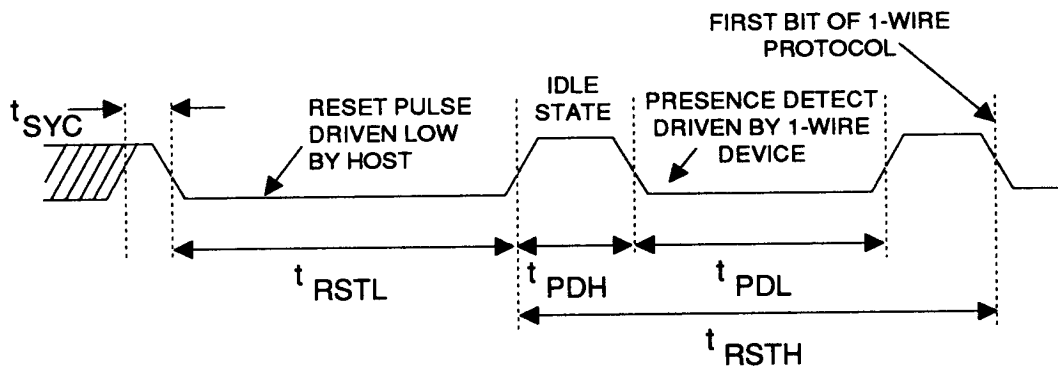 FIRST BIT OF 1-WIRE
PROTOCOL
t SYC
RESET PULSE
DRIVEN LOW
BY HOST
IDLE
STATE
PRESENCE DETECT
DRIVEN BY 1-WIRE
DEVICE
t RSTL
t PDH
t PDL
t RSTH